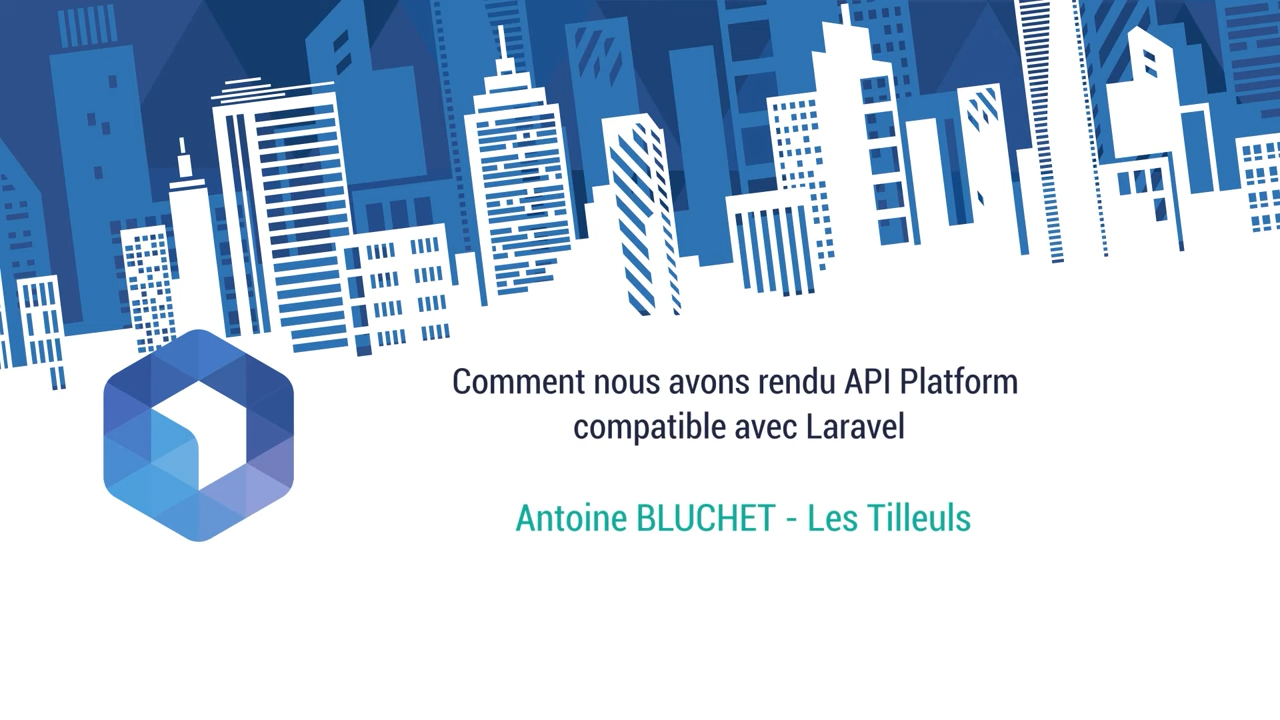 Comment nous avons rendu API Platform
compatible avec Laravel
Antoine BLUCHET - Les Tilleuls